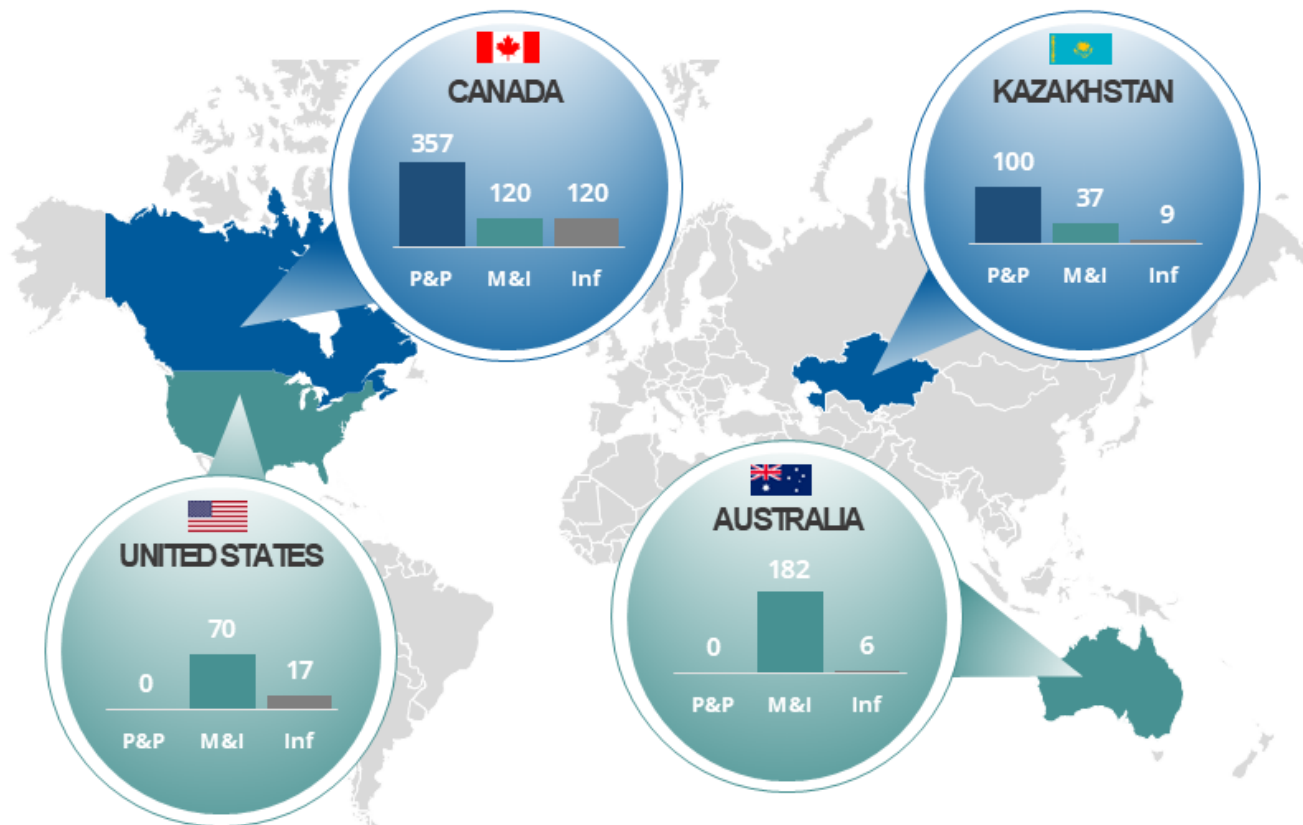 CANADA
357
120 120
P&P M&I Inf
KAZAKHSTAN
100
37
9
P&P M&I Inf
UNITED STATES
70
17
0
P&P M&I Inf
AUSTRALIA
182
0 6
P&P M&I Inf